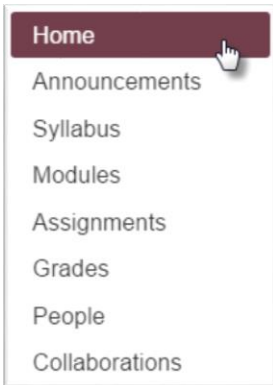 Home
Announcements
Syllabus
Modules
Assignments
Grades
People
Collaborations